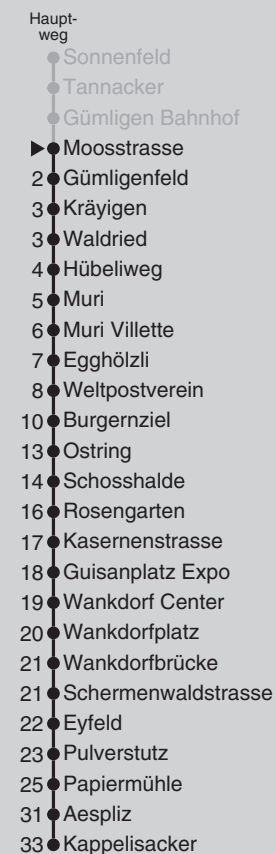 Haupt-
weg
Sonnenfeld
Tannacker
Gümligen Bahnhof
Moosstrasse
2 Gümligenfeld
3 Kräyigen
3 Waldried
4 Hübeliweg
5 Muri
6 Muri Villette
7 Egghölzli
8 Weltpostverein
10 Burgernziel
13 Ostring
14 Schosshalde
16 Rosengarten
17 Kasernenstrasse
18 Guisanplatz Expo
19 Wankdorf Center
20 Wankdorfplatz
21 Wankdorfbrücke
21 Schermenwaldstrasse
22 Eyfeld
23 Pulverstutz
25 Papiermühle
31 Aespliz
33 Kappelisacker